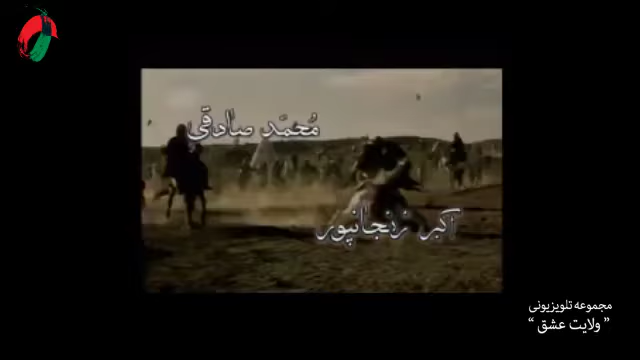 مُحمّد صادقی
اکبر زنجانپور
مجموعه تلویزیونی
" ولایت عشق "